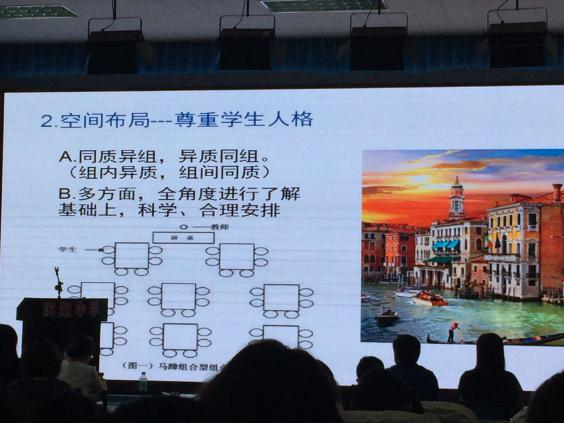 2.空间布局---尊重学生人格
A.同质异组，异质同组。
（组内异质，组间同质）
B.多方面，全角度进行了解
基础上，科学、合理安排
教师
讲 桌
学生
（图一）马蹄组合型组